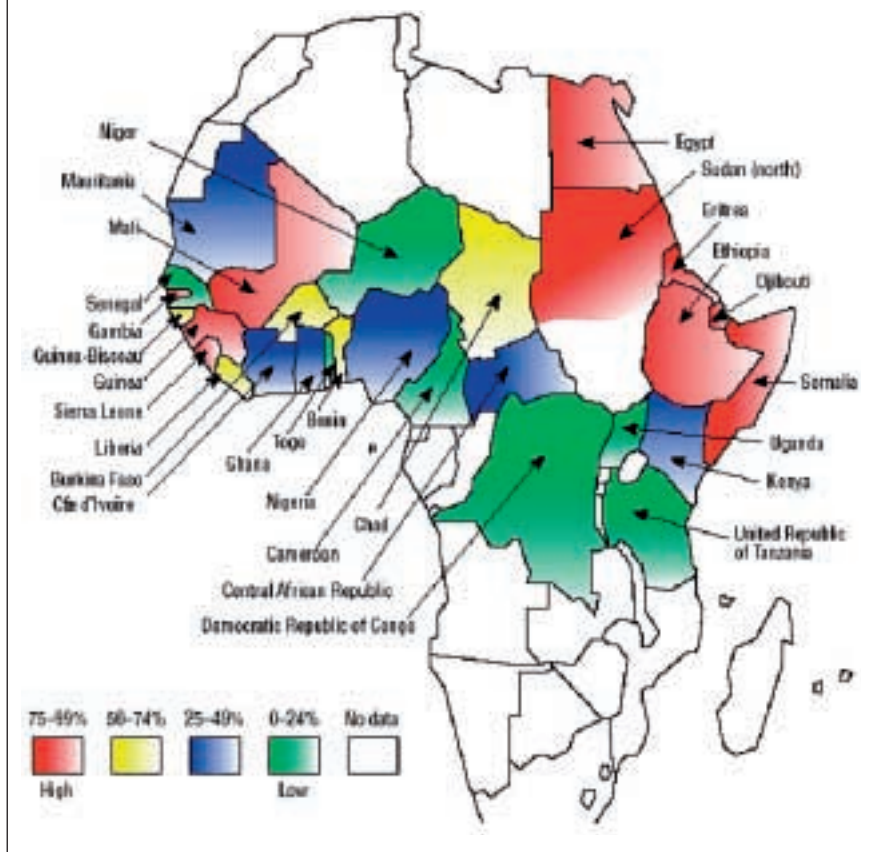 Niger
Mauritania
Mali
Senegal
Gambia
Guinea-Bisseau
Guinea
Sierra Leone
Liberia
Burkina Faso
Côte d'Ivoire
Ghana
Togo
Benin
Nigeria
Cameroon
Chad
Central African Republic
Democratic Republic of Congo
Egypt
Sudan (north)
Eritrea
Ethiopia
Djibouti
Somalia
Uganda
Kenya
United Republic
of Tanzania
75–99% 50–74% 25–49% 0–24% No data
High Low